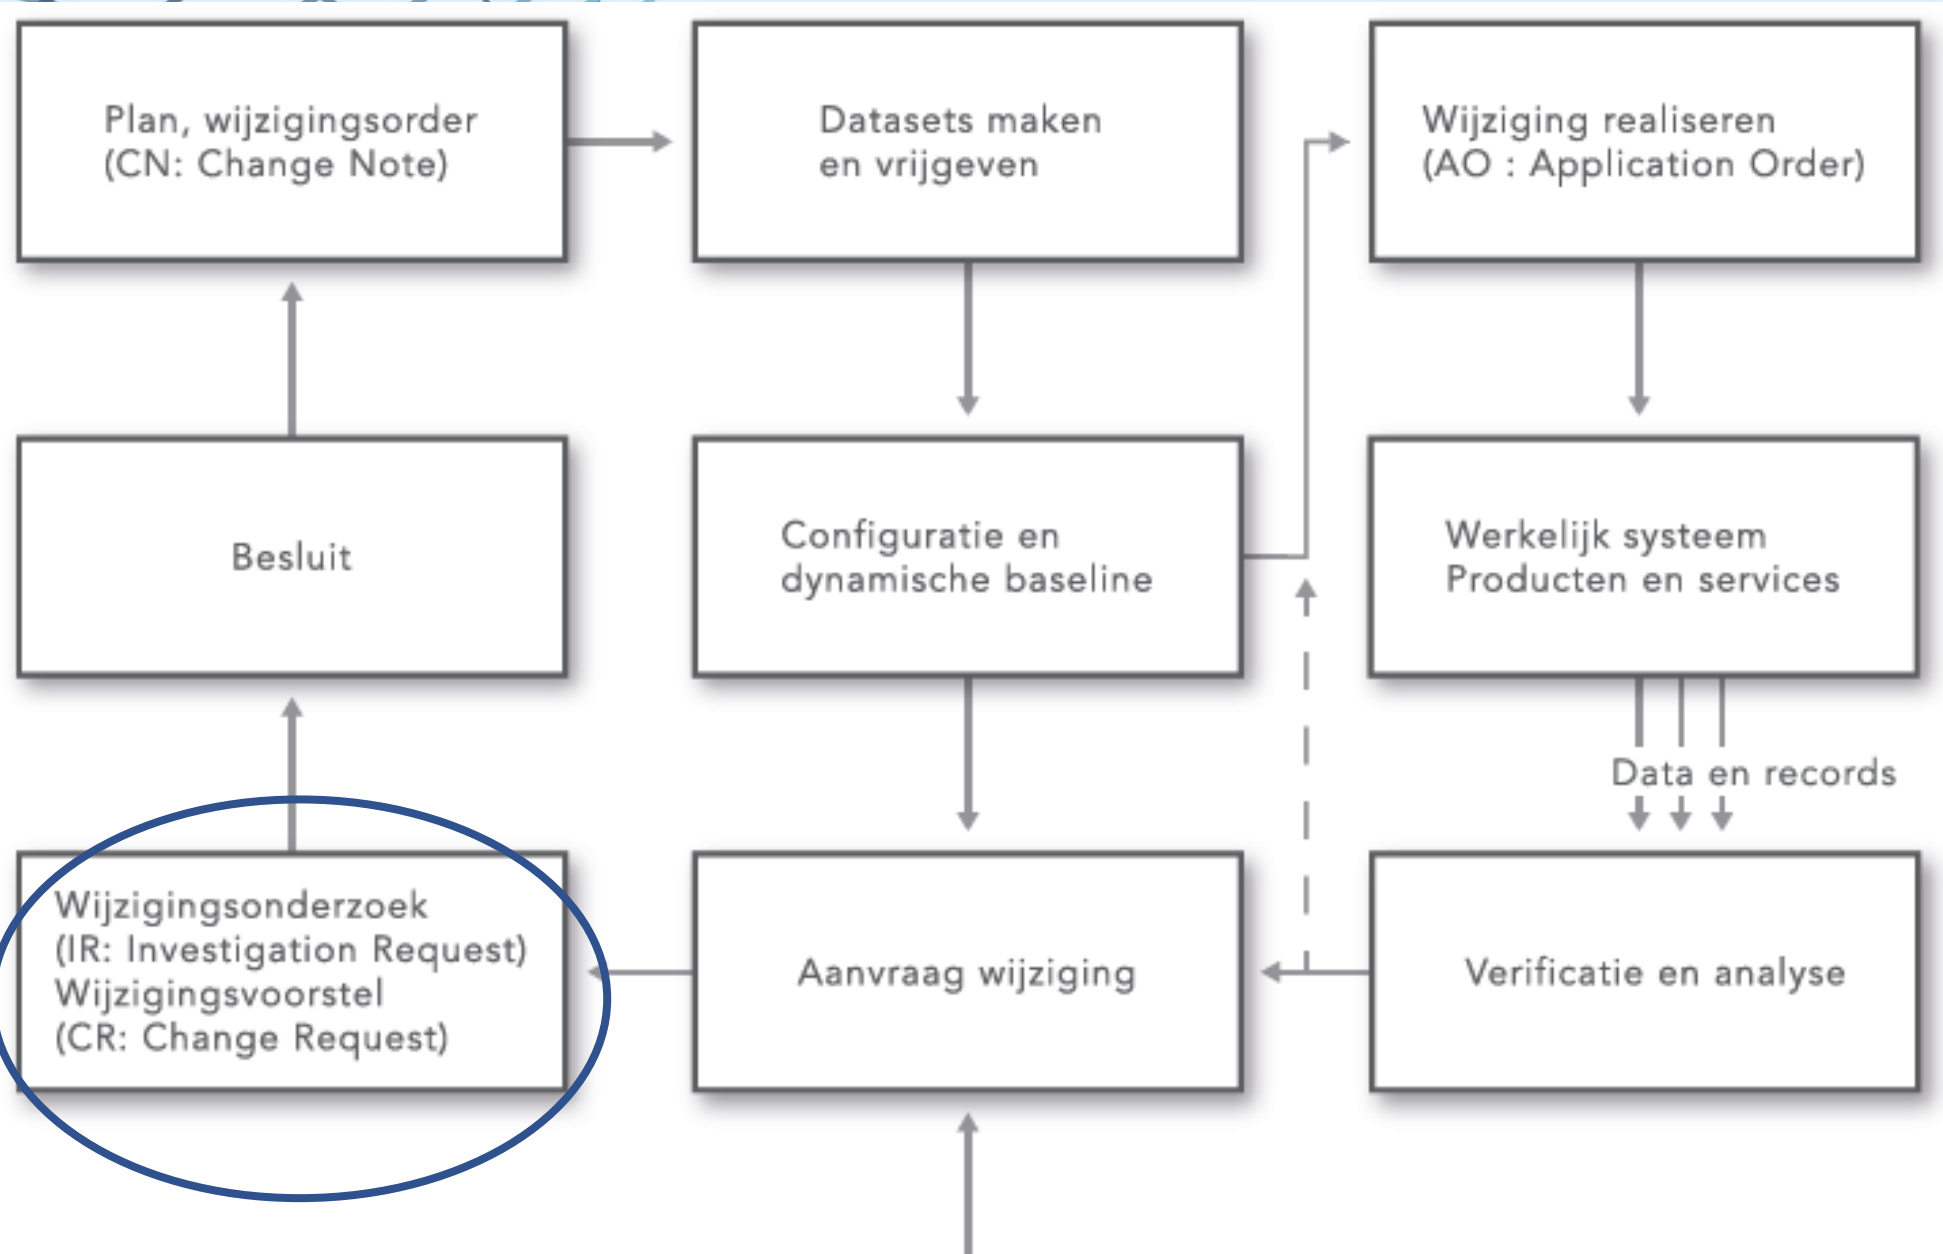 Plan, wijzigingsorder
(CN: Change Note)
Datasets maken
en vrijgeven
Wijziging realiseren
(AO : Application Order)
Besluit
Configuratie en
dynamische baseline
Werkelijk systeem
Producten en services
Data en records
Wijzigingsonderzoek
(IR: Investigation Request)
Wijzigingsvoorstel
(CR: Change Request)
Aanvraag wijziging
Verificatie en analyse